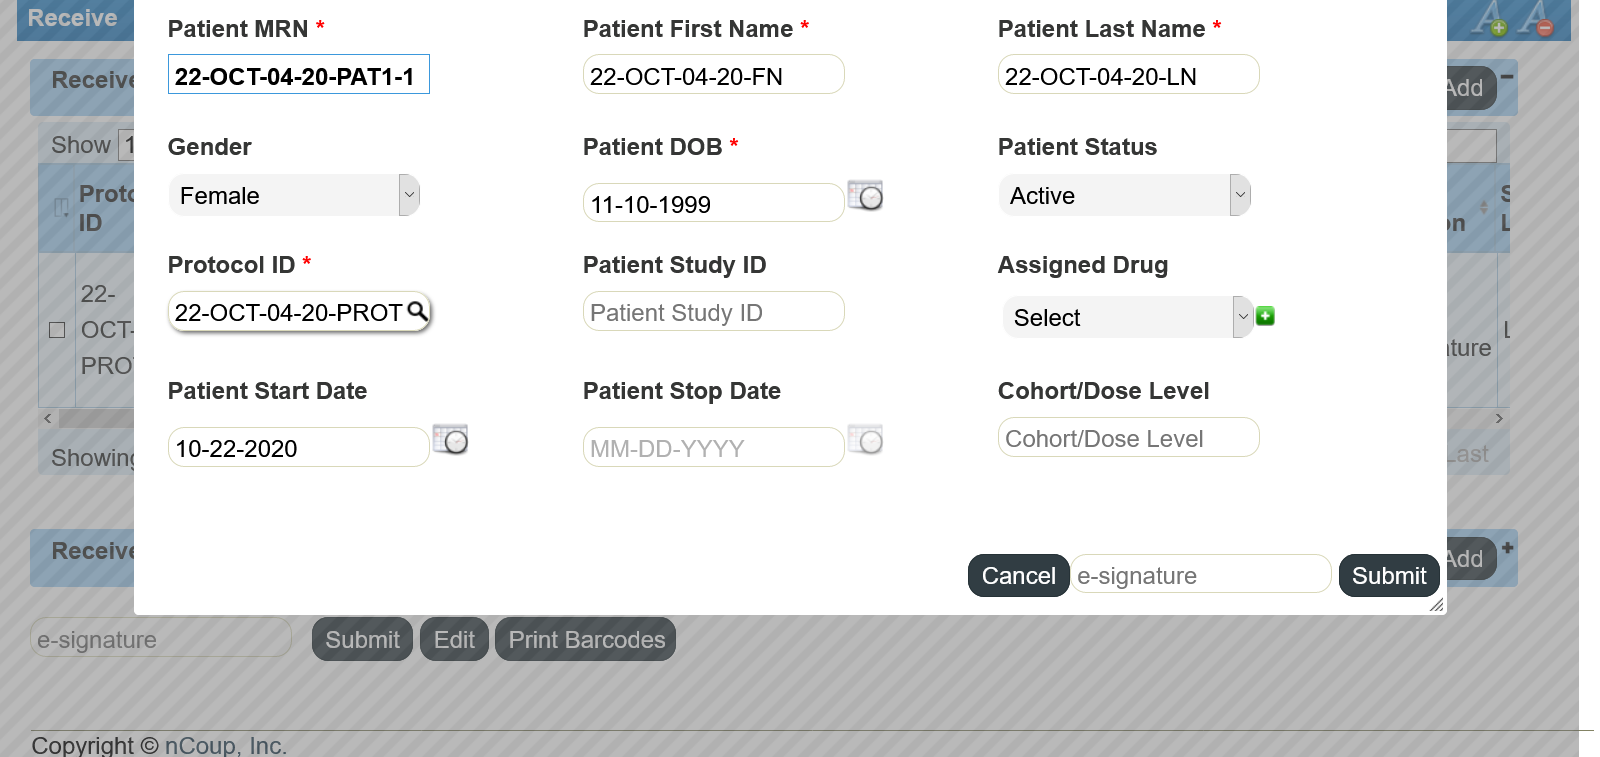 Receive
Patient MRN *
Patient First Name *
Patient Last Name *
22-OCT-04-20-PAT1-1
22-OCT-04-20-FN
22-OCT-04-20-LN
Receive
Add
Show 1
Gender
Patient DOB *
Patient Status
Female
11-10-1999
Active
Proto
ID
on
S
L
Protocol ID *
Patient Study ID
Assigned Drug
22-OCT-04-20-PROT
Patient Study ID
Select
22-
OCT-
PROT
L
ture
Patient Start Date
Patient Stop Date
Cohort/Dose Level
10-22-2020
MM-DD-YYYY
Cohort/Dose Level
Showing
Last
Receive
Add
Cancel
e-signature
Submit
e-signature
Submit
Edit
Print Barcodes
Copyright © nCoup, Inc.